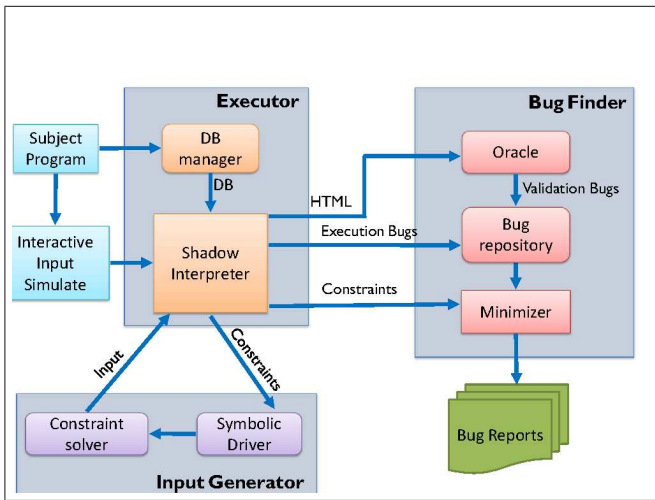 Executor
Bug Finder
Subject
Program
DB
manager
Oracle
DB
HTML
Validation Bugs
Interactive
Input
Simulate
Shadow
Interpreter
Execution Bugs
Bug
repository
Constraints
Minimizer
Input
Constraints
Constraint
solver
Symbolic
Driver
Bug Reports
Input Generator